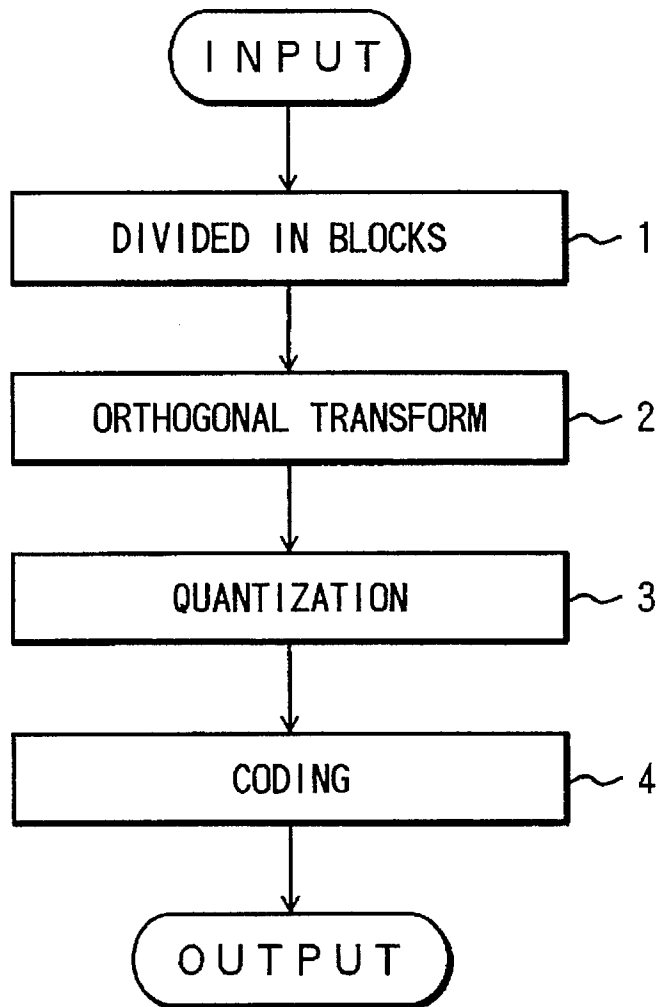 INPUT
DIVIDED IN BLOCKS 1
ORTHOGONAL TRANSFORM 2
QUANTIZATION 3
CODING 4
OUTPUT